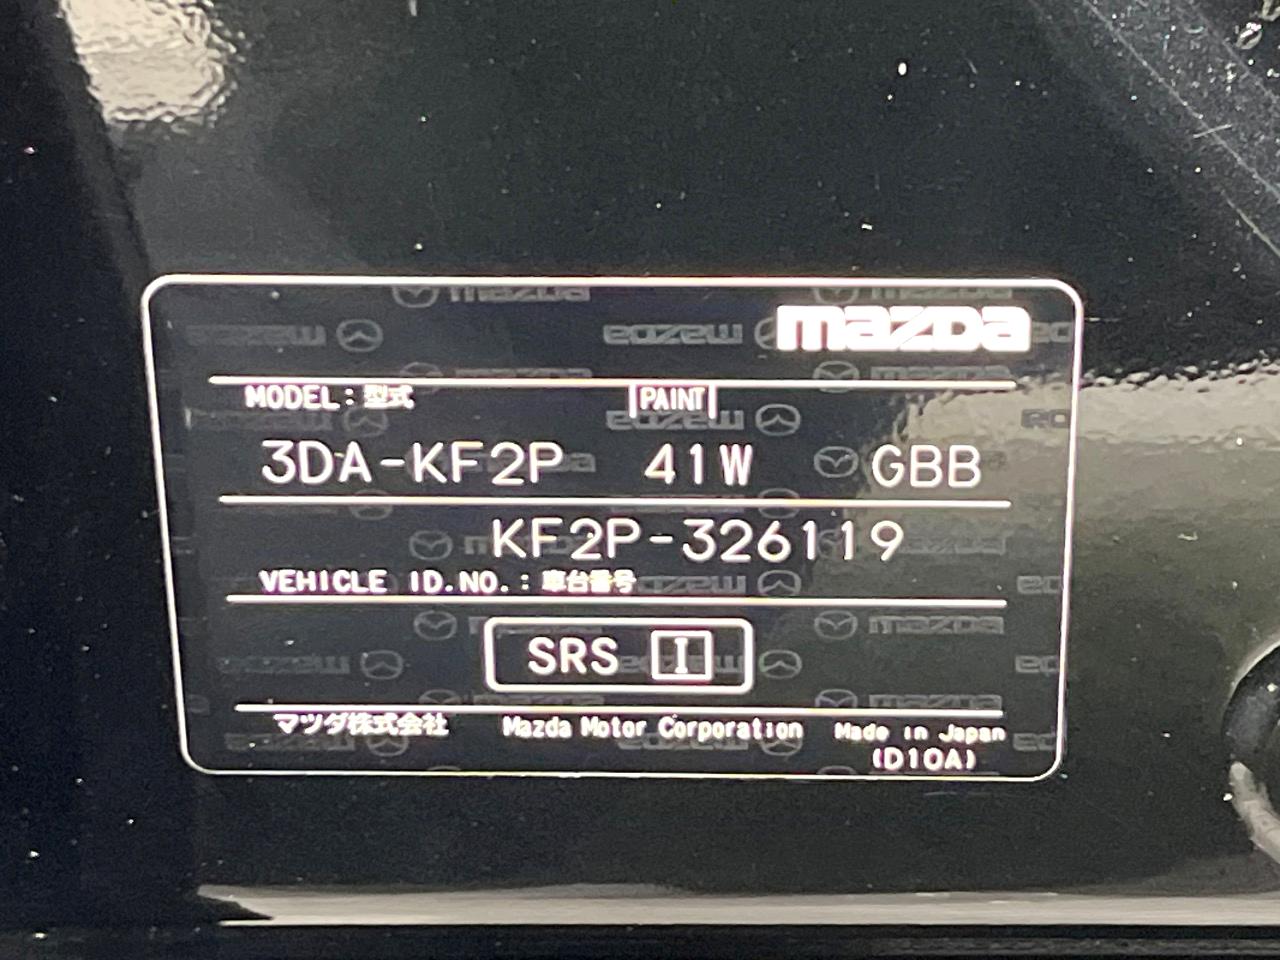 mazda
MODEL : 型式 PAINT
3DA-KF2P 41W GBB
KF2P-326119
VEHICLE ID.NO. : 車台番号
SRS I
マツダ株式会社 Mazda Motor Corporation Made in Japan
(D10A)